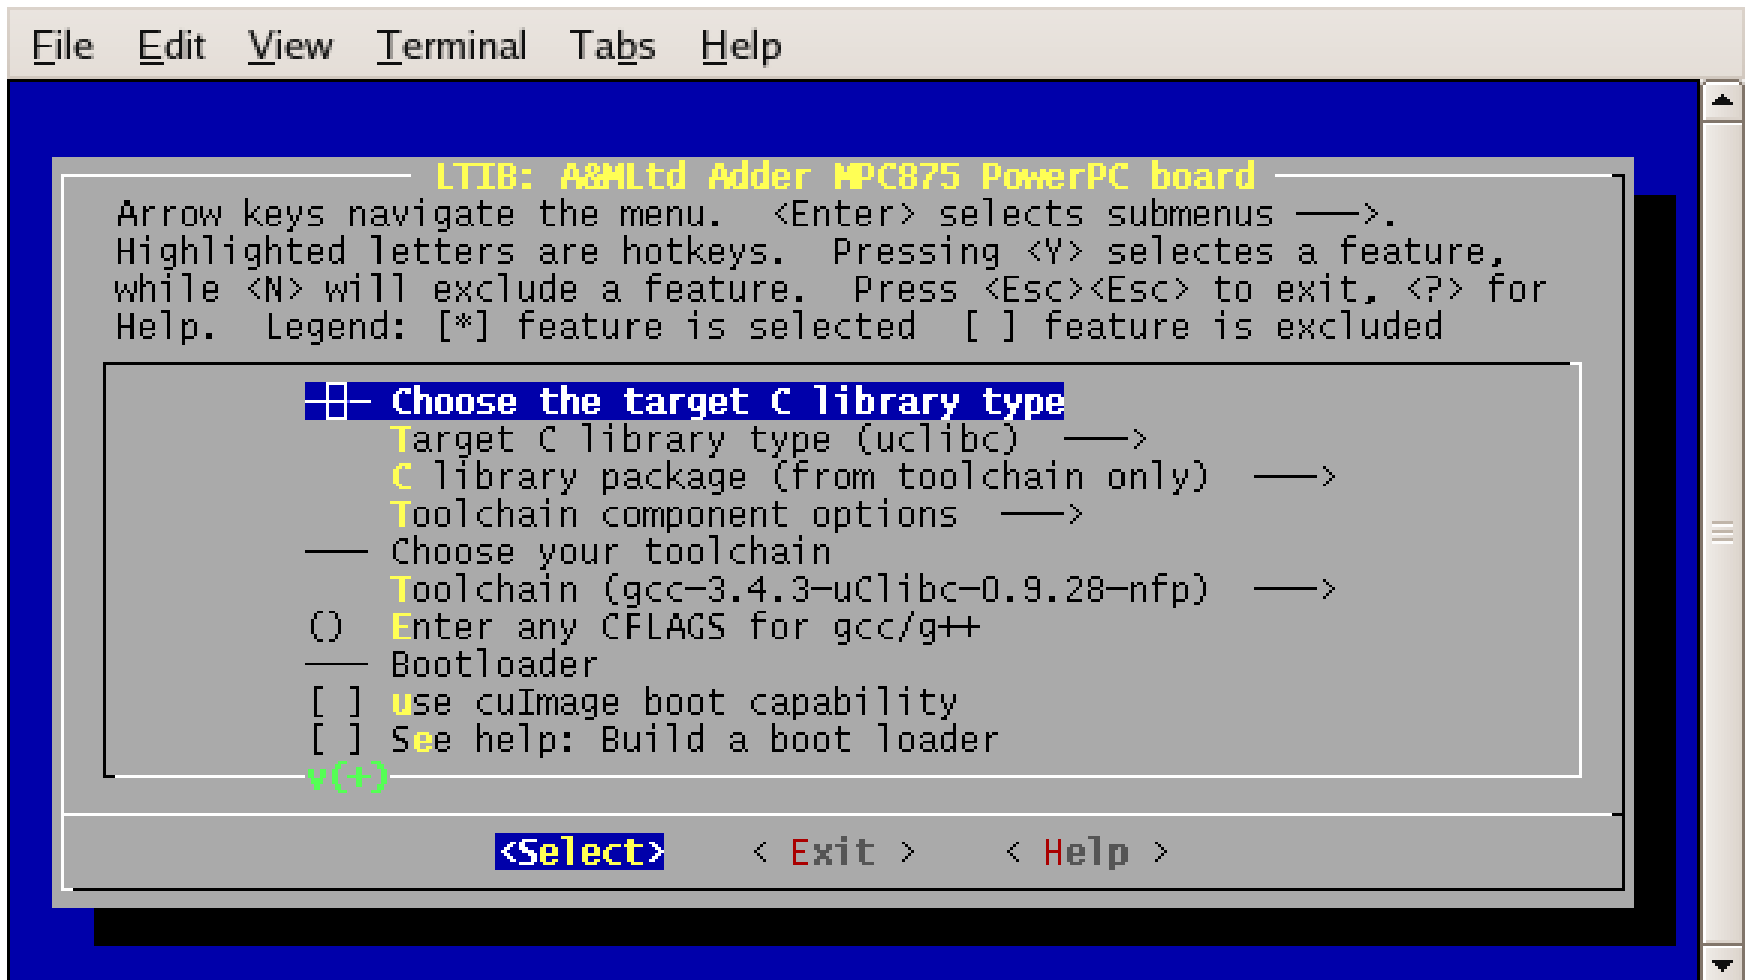 File Edit View Terminal Tabs Help
LTIB: A&MLtd Adder MPC875 PowerPC board
Arrow keys navigate the menu.  <Enter> selects submenus --->.
Highlighted letters are hotkeys.  Pressing <Y> selectes a feature,
while <N> will exclude a feature.  Press <Esc><Esc> to exit, <?> for
Help.  Legend: [*] feature is selected  [ ] feature is excluded
--- Choose the target C library type
Target C library type (uclibc)  --->
C library package (from toolchain only)  --->
Toolchain component options  --->
--- Choose your toolchain
Toolchain (gcc-3.4.3-uClibc-0.9.28-nfp)  --->
()  Enter any CFLAGS for gcc/g++
--- Bootloader
[ ] use cuImage boot capability
[ ] See help: Build a boot loader
v(+)
<Select>    < Exit >    < Help >